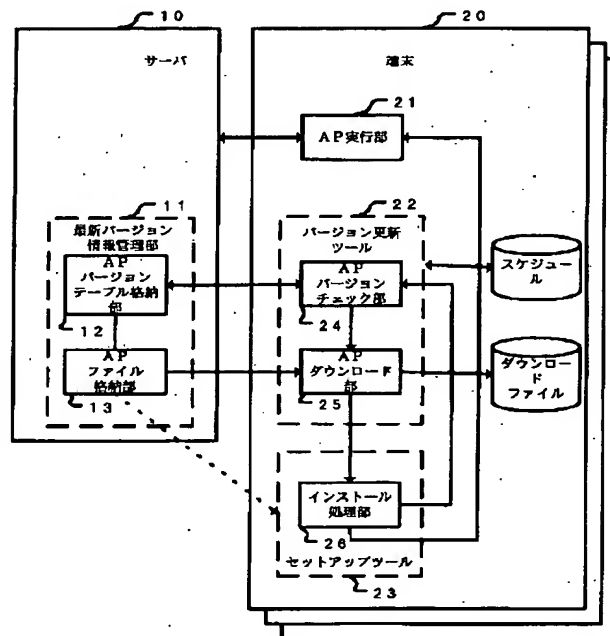 10
20
サーバ
端末
21
AP実行部
11
22
最新バージョン
情報管理部
バージョン更新
ツール
AP
バージョン
テーブル格納
部
AP
バージョン
チェック部
スケジュー
ル
12
24
AP
ファイル
格納部
AP
ダウンロード
部
ダウンロー
ド
ファイル
13
25
インストール
処理部
26
セットアップツール
23